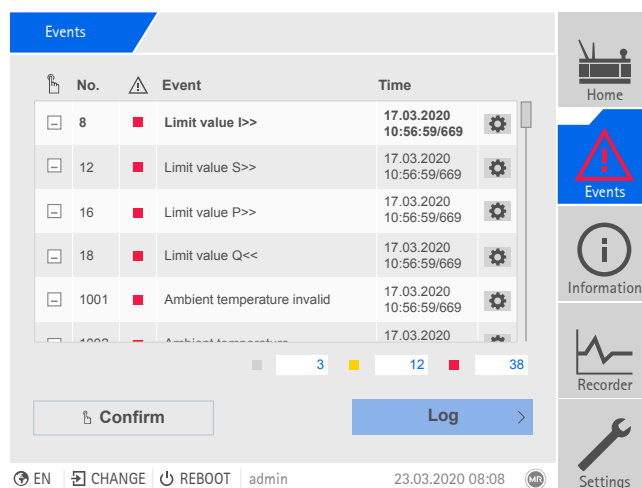 Events
No. Event Time
8 Limit value I>> 17.03.2020
10:56:59/669
12 Limit value S>> 17.03.2020
10:56:59/669
16 Limit value P>> 17.03.2020
10:56:59/669
18 Limit value Q<< 17.03.2020
10:56:59/669
1001 Ambient temperature invalid 17.03.2020
10:56:59/669
17.03.2020
3 12 38
Confirm Log
EN CHANGE REBOOT admin 23.03.2020 08:08 MR
Home
Events
Information
Recorder
Settings